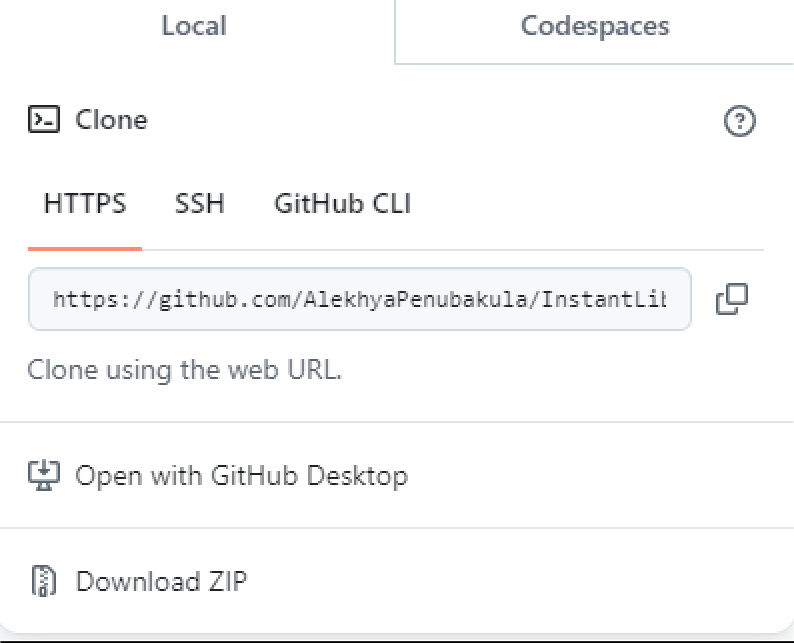 Local
Codespaces
Clone
HTTPS SSH GitHub CLI
https://github.com/AlekhyaPenubakula/InstantLib
Clone using the web URL.
Open with GitHub Desktop
Download ZIP